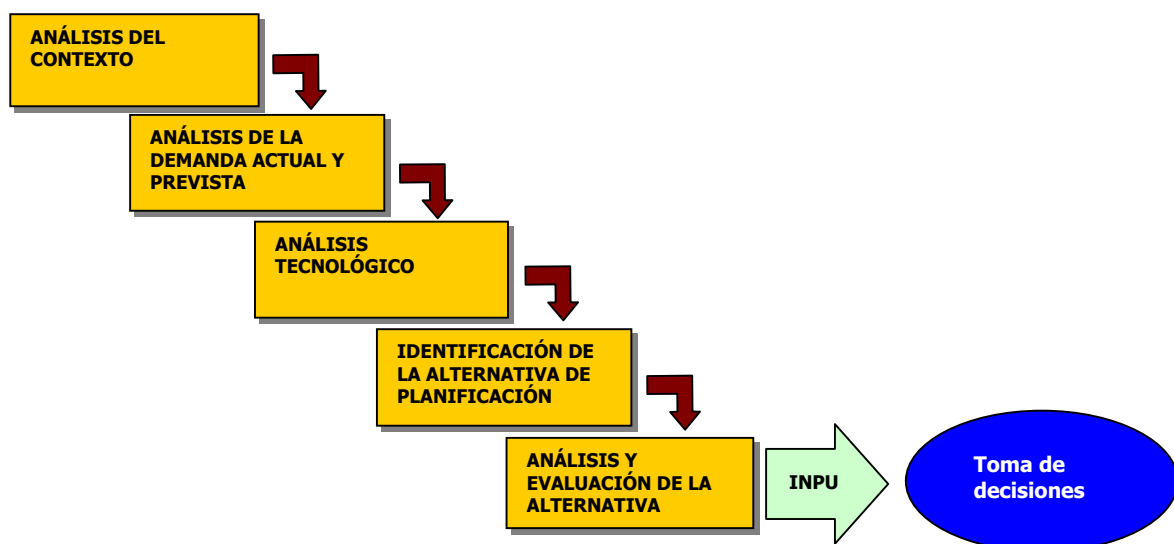 ANÁLISIS DEL
CONTEXTO
ANÁLISIS DE LA
DEMANDA ACTUAL Y
PREVISTA
ANÁLISIS
TECNOLÓGICO
IDENTIFICACIÓN DE
LA ALTERNATIVA DE
PLANIFICACIÓN
ANÁLISIS Y
EVALUACIÓN DE LA
ALTERNATIVA
INPU
Toma de
decisiones